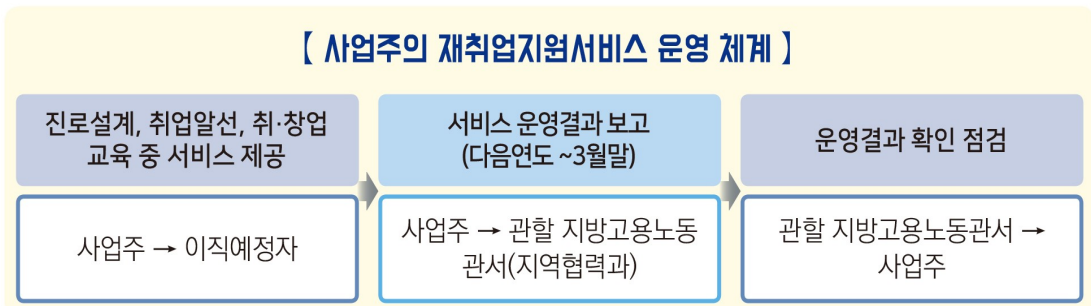 【 사업주의 재취업지원서비스 운영 체계 】
진로설계, 취업알선, 취·창업
교육 중 서비스 제공
사업주 → 이직예정자
서비스 운영결과 보고
(다음연도 ~3월말)
사업주 → 관할 지방고용노동
관서(지역협력과)
운영결과 확인 점검
관할 지방고용노동관서 →
사업주